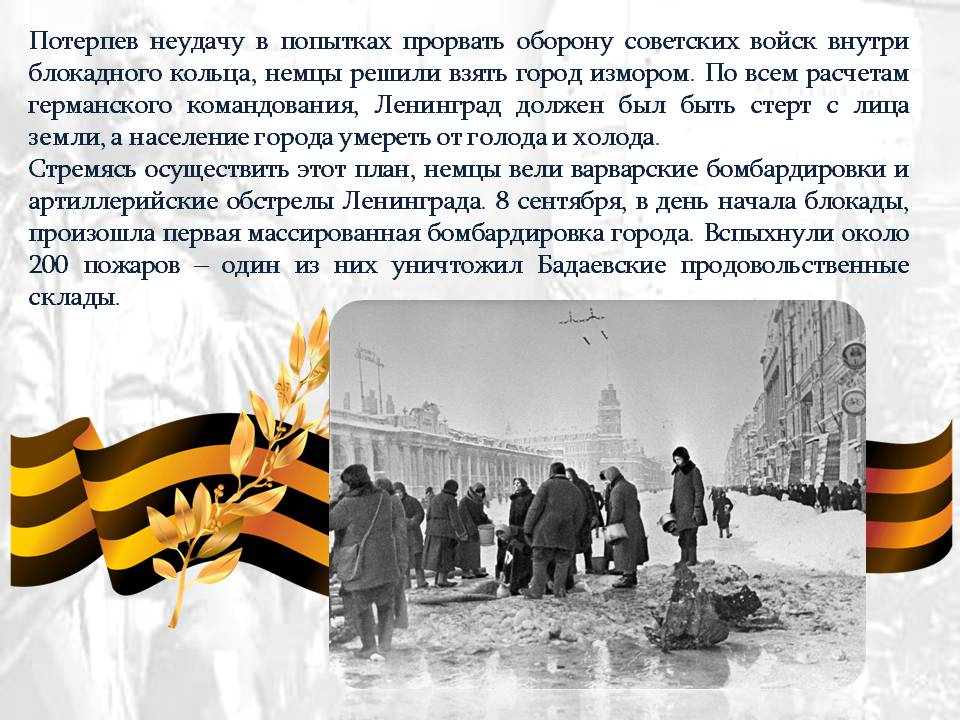 Потерпев неудачу в попытках прорвать оборону советских войск внутри
блокадного кольца, немцы решили взять город измором. По всем расчетам
германского командования, Ленинград должен был быть стерт с лица
земли, а население города умереть от голода и холода.
Стремясь осуществить этот план, немцы вели варварские бомбардировки и
артиллерийские обстрелы Ленинграда. 8 сентября, в день начала блокады,
произошла первая массированная бомбардировка города. Вспыхнули около
200 пожаров – один из них уничтожил Бадаевские продовольственные
склады.